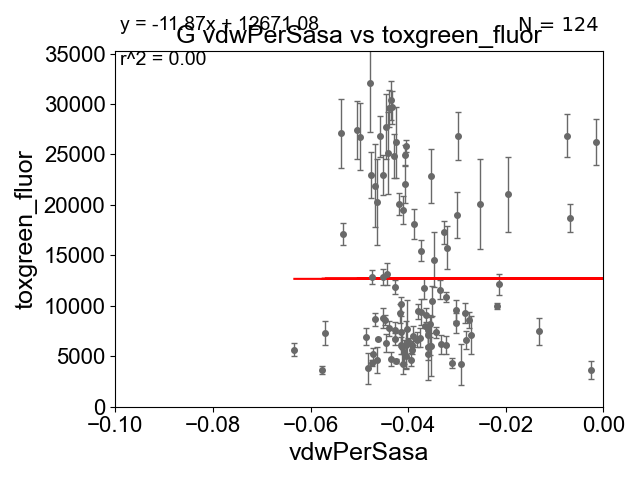 y = -11.87x + 12671.08
N = 124
G vdwPerSasa vs toxgreen_fluor
r^2 = 0.00
35000
30000
25000
20000
15000
10000
5000
0
toxgreen_fluor
−0.10
−0.08
−0.06
−0.04
−0.02
0.00
vdwPerSasa